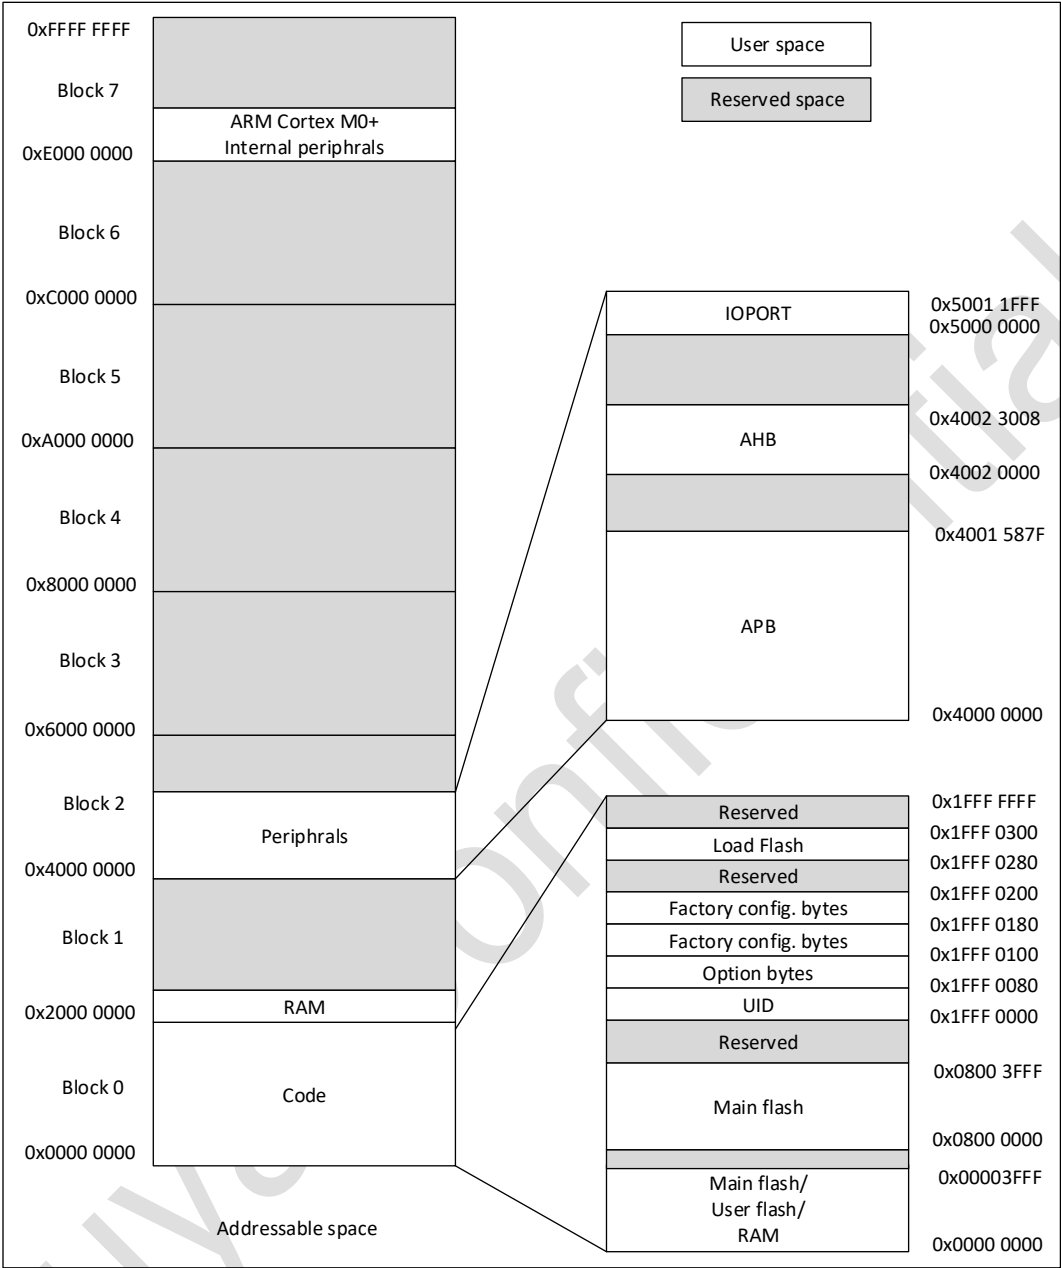 0xFFFF FFFF
Block 7
ARM Cortex M0+
Internal periphrals
0xE000 0000
Block 6
0xC000 0000
Block 5
0xA000 0000
Block 4
0x8000 0000
Block 3
0x6000 0000
Block 2
Periphrals
0x4000 0000
Block 1
0x2000 0000
RAM
Block 0
Code
0x0000 0000
Addressable space
User space
Reserved space
IOPORT
0x5001 1FFF
0x5000 0000
0x4002 3008
AHB
0x4002 0000
0x4001 587F
APB
0x4000 0000
0x1FFF FFFF
Reserved
0x1FFF 0300
Load Flash
0x1FFF 0280
Reserved
0x1FFF 0200
Factory config. bytes
0x1FFF 0180
Factory config. bytes
0x1FFF 0100
Option bytes
0x1FFF 0080
UID
0x1FFF 0000
Reserved
0x0800 3FFF
Main flash
0x0800 0000
0x00003FFF
Main flash/
User flash/
RAM
0x0000 0000